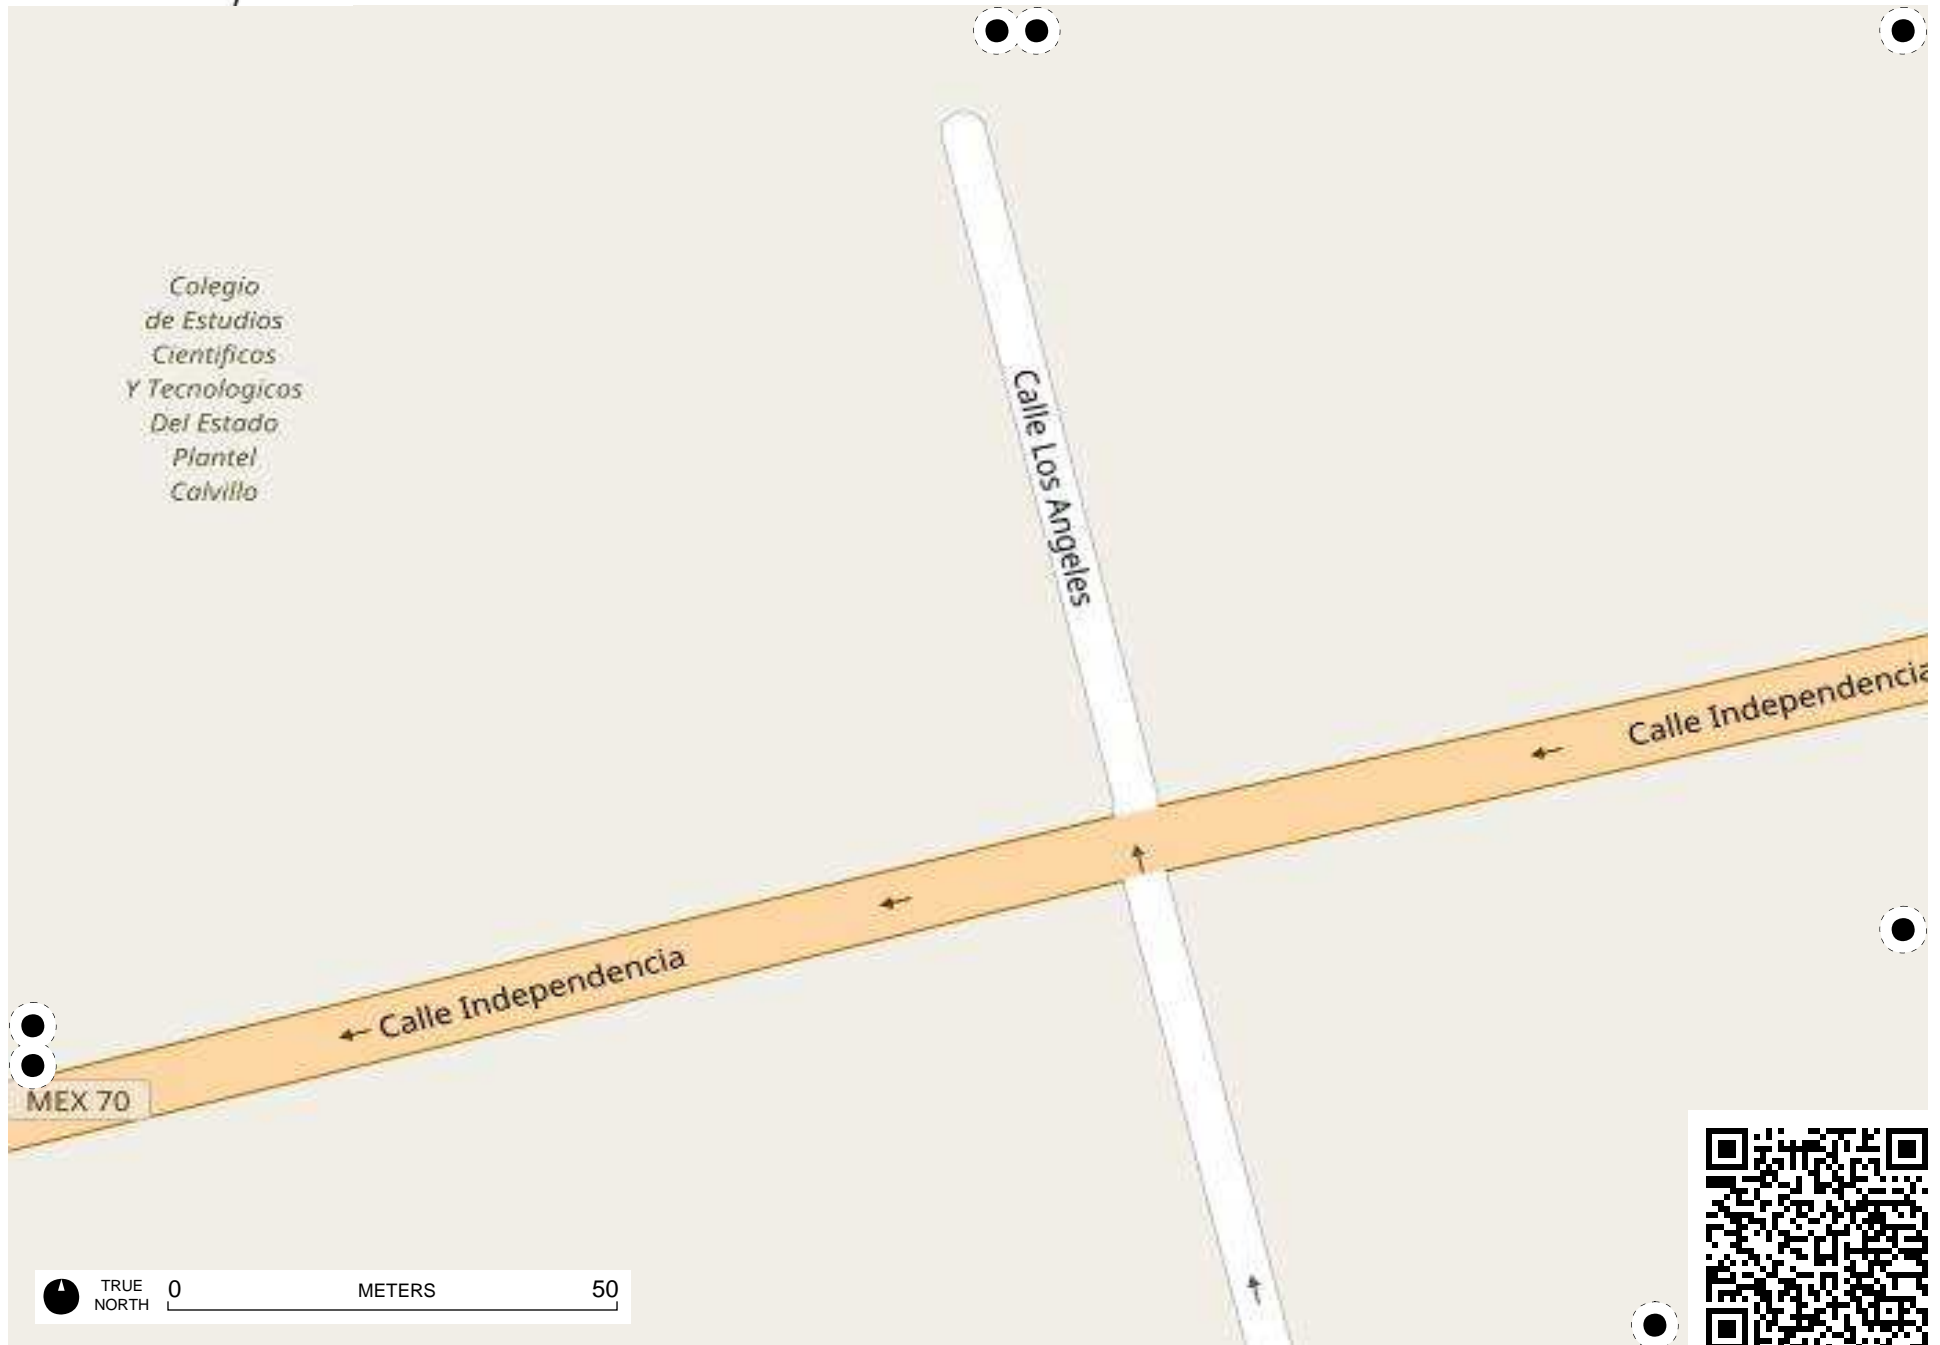 Colegio
de Estudios
Cientificos
Y Tecnologicos
Del Estado
Plantel
Calvillo
Calle Los Angeles
Calle Independencia
Calle Independencia
MEX 70
TRUE
NORTH
0 METERS 50